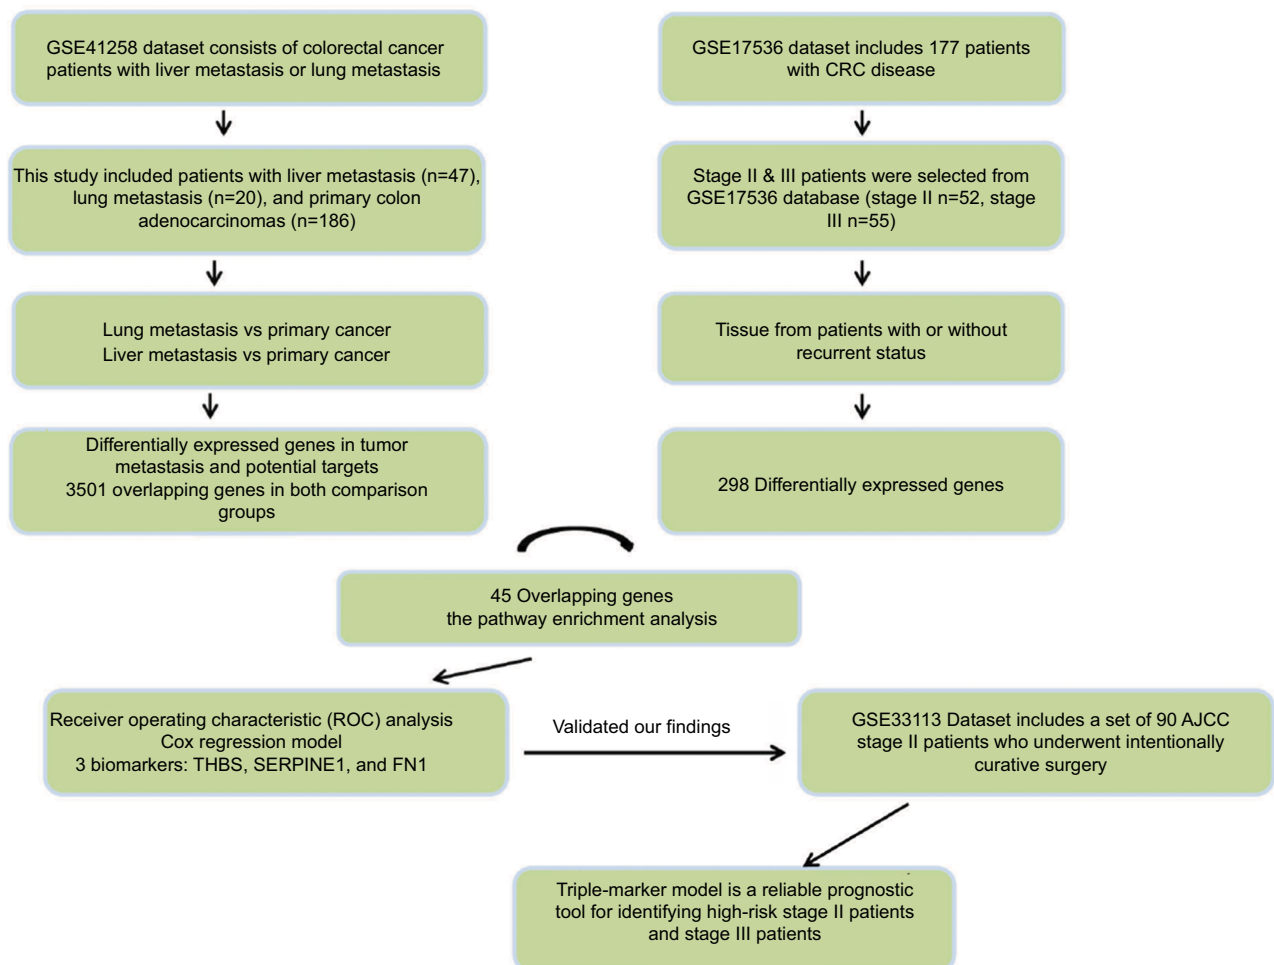 GSE41258 dataset consists of colorectal cancer
patients with liver metastasis or lung metastasis
This study included patients with liver metastasis (n=47),
lung metastasis (n=20), and primary colon
adenocarcinomas (n=186)
Lung metastasis vs primary cancer
Liver metastasis vs primary cancer
Differentially expressed genes in tumor
metastasis and potential targets
3501 overlapping genes in both comparison
groups
GSE17536 dataset includes 177 patients
with CRC disease
Stage II & III patients were selected from
GSE17536 database (stage II n=52, stage
III n=55)
Tissue from patients with or without
recurrent status
298 Differentially expressed genes
45 Overlapping genes
the pathway enrichment analysis
Receiver operating characteristic (ROC) analysis
Cox regression model
3 biomarkers: THBS, SERPINE1, and FN1
Validated our findings
GSE33113 Dataset includes a set of 90 AJCC
stage II patients who underwent intentionally
curative surgery
Triple-marker model is a reliable prognostic
tool for identifying high-risk stage II patients
and stage III patients